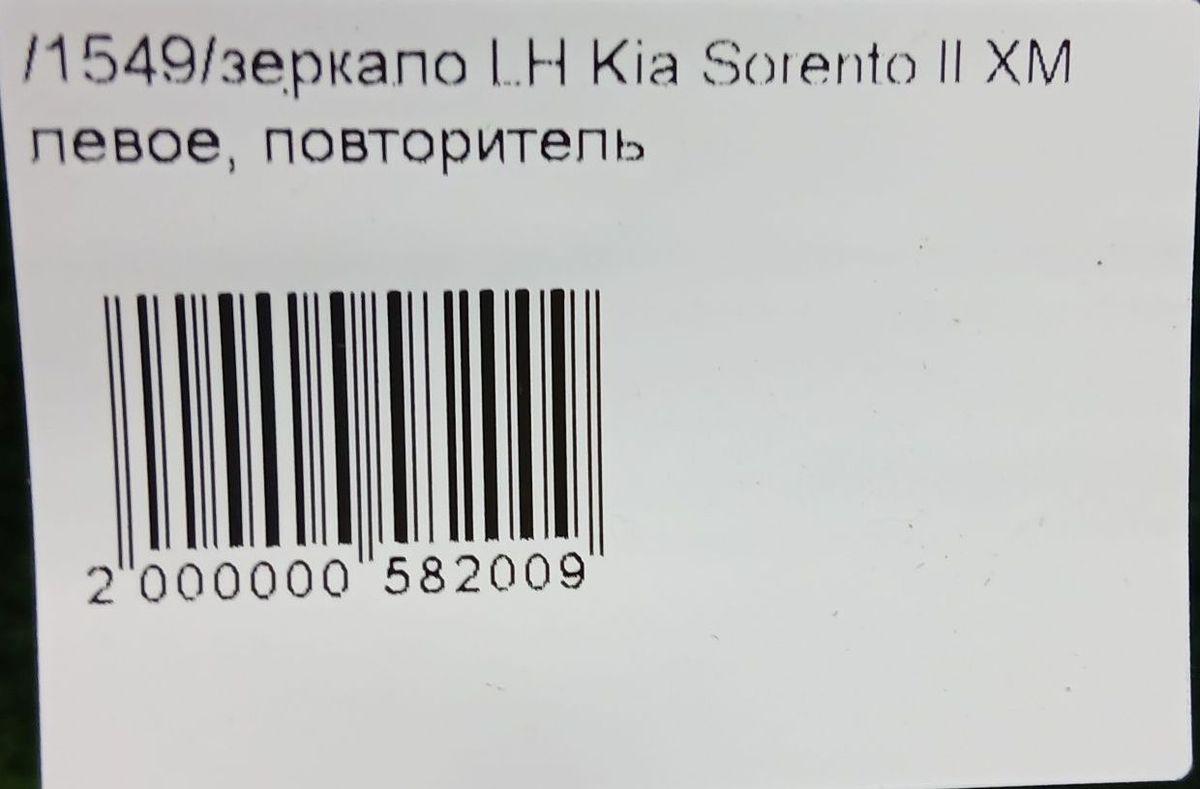 /1549/зеркало LH Kia Sorento II XM
левое, повторитель
2 000000 582009